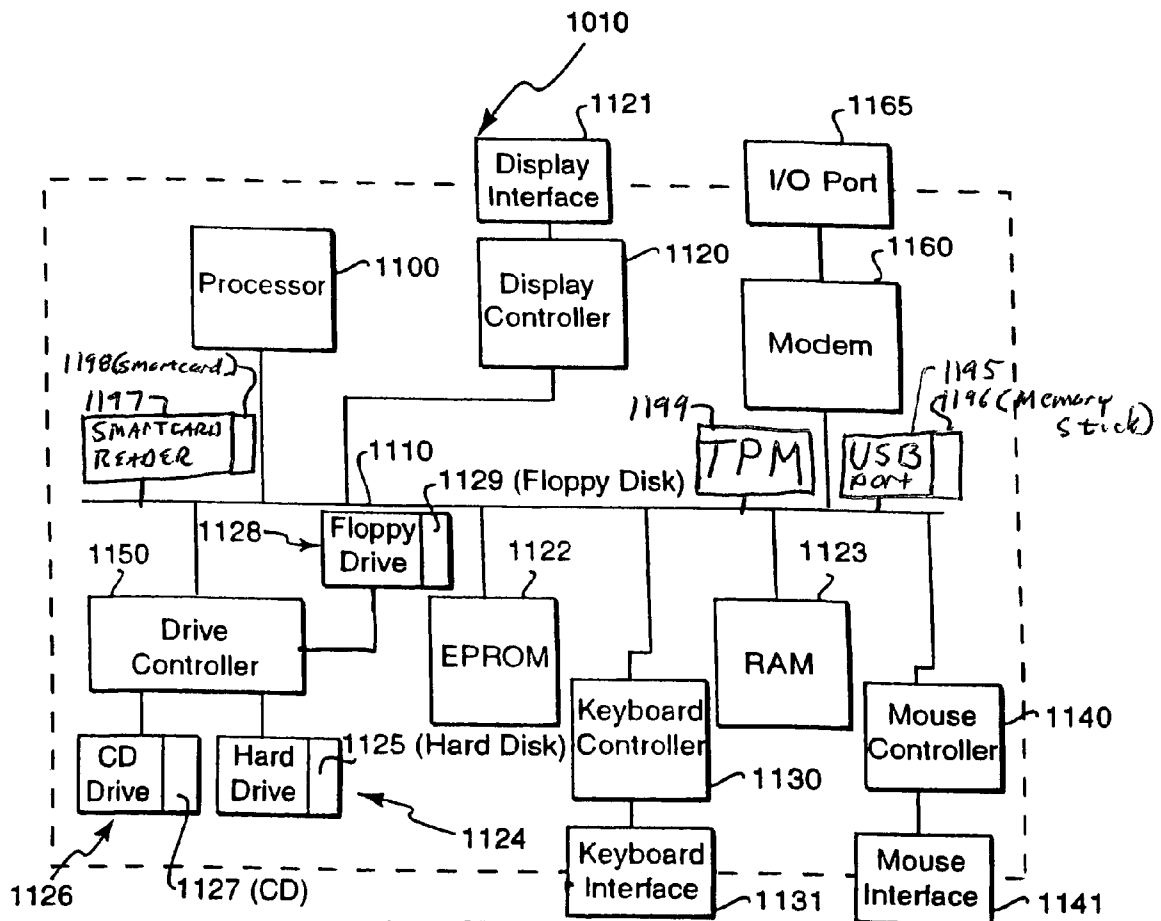 1010
1121
Display
Interface
1165
I/O Port
Processor
1100
Display
Controller
1120
1160
Modem
1198(smartcard)
1197
SMARTCARD
READER
1199
TPM
1195
1196(Memory
Stick)
USB
port
1110
1129 (Floppy Disk)
1128
Floppy
Drive
1150
Drive
Controller
1122
EPROM
1123
RAM
Keyboard
Controller
1130
Mouse
Controller
1140
CD
Drive
Hard
Drive
1125 (Hard Disk)
1124
1126
1127 (CD)
Keyboard
Interface
1131
Mouse
Interface
1141